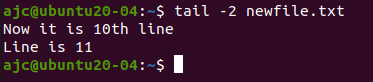 ajc@ubuntu20-04:~$ tail -2 newfile.txt
Now it is 10th line
Line is 11
ajc@ubuntu20-04:~$